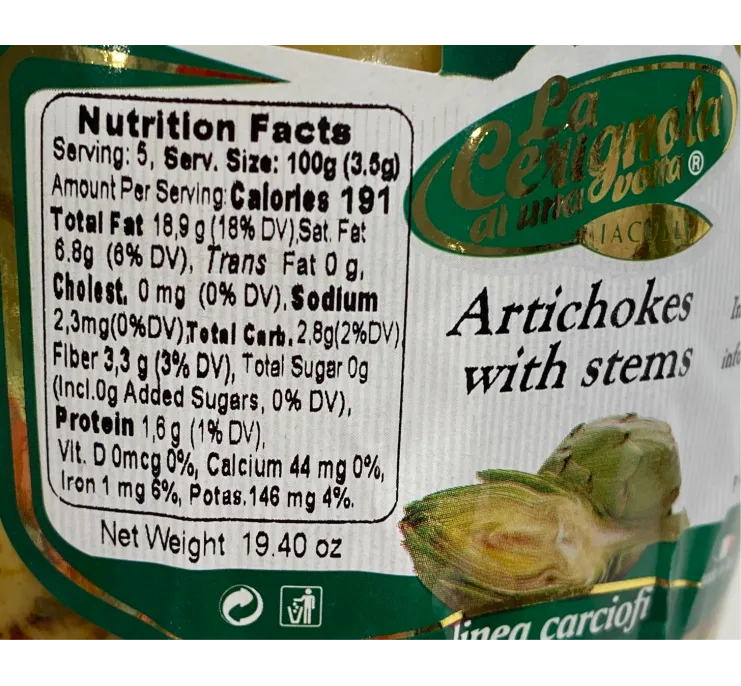 Nutrition Facts
Serving: 5, Serv. Size: 100g (3.5g)
Amount Per Serving: Calories 191
Total Fat 18,9 g (18% DV), Sat. Fat
6.8g (6% DV), Trans Fat 0 g,
Cholest. 0 mg (0% DV), Sodium
2,3mg(0%DV),Total Carb. 2,8g(2%DV)
Fiber 3,3 g (3% DV), Total Sugar 0g
(Incl.0g Added Sugars, 0% DV),
Protein 1,6 g (1% DV),
Vit. D 0mcg 0%, Calcium 44 mg 0%,
Iron 1 mg 6%, Potas.146 mg 4%.
Net Weight 19.40 oz
La
Cerignola
di una volta ®
Artichokes
with stems
linea carciofi